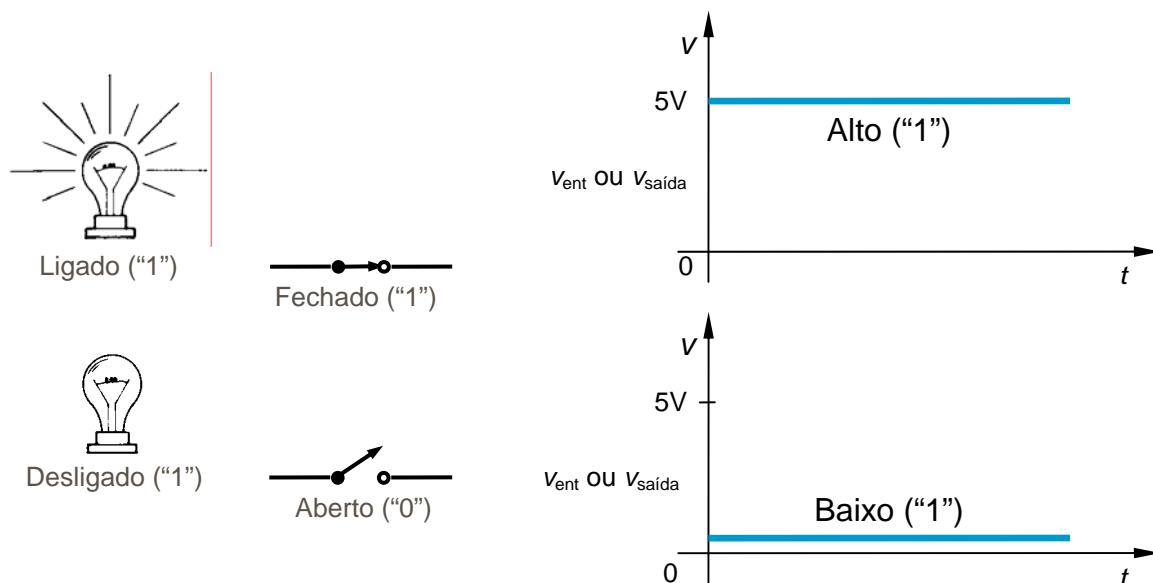 Ligado (“1”)
Fechado (“1”)
Desligado (“1”)
Aberto (“0”)
v
5V
Alto (“1”)
vent ou vsaída
0
t
v
5V
vent ou vsaída
Baixo (“1”)
0
t